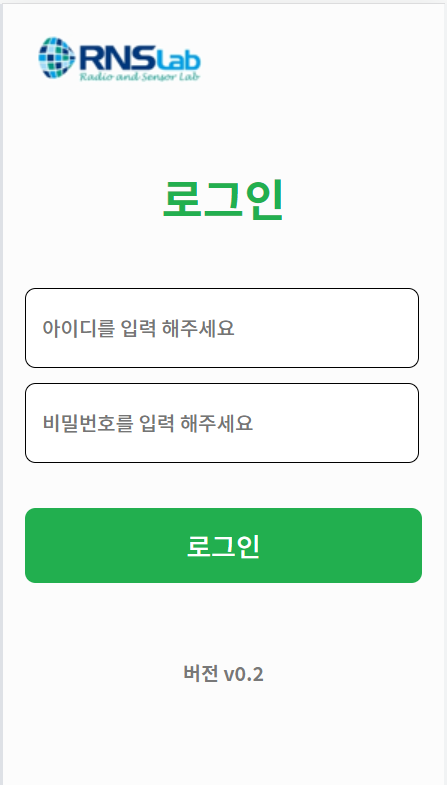 RNSLab
Radio and Sensor Lab
로그인
아이디를 입력 해주세요
비밀번호를 입력 해주세요
로그인
버전 v0.2